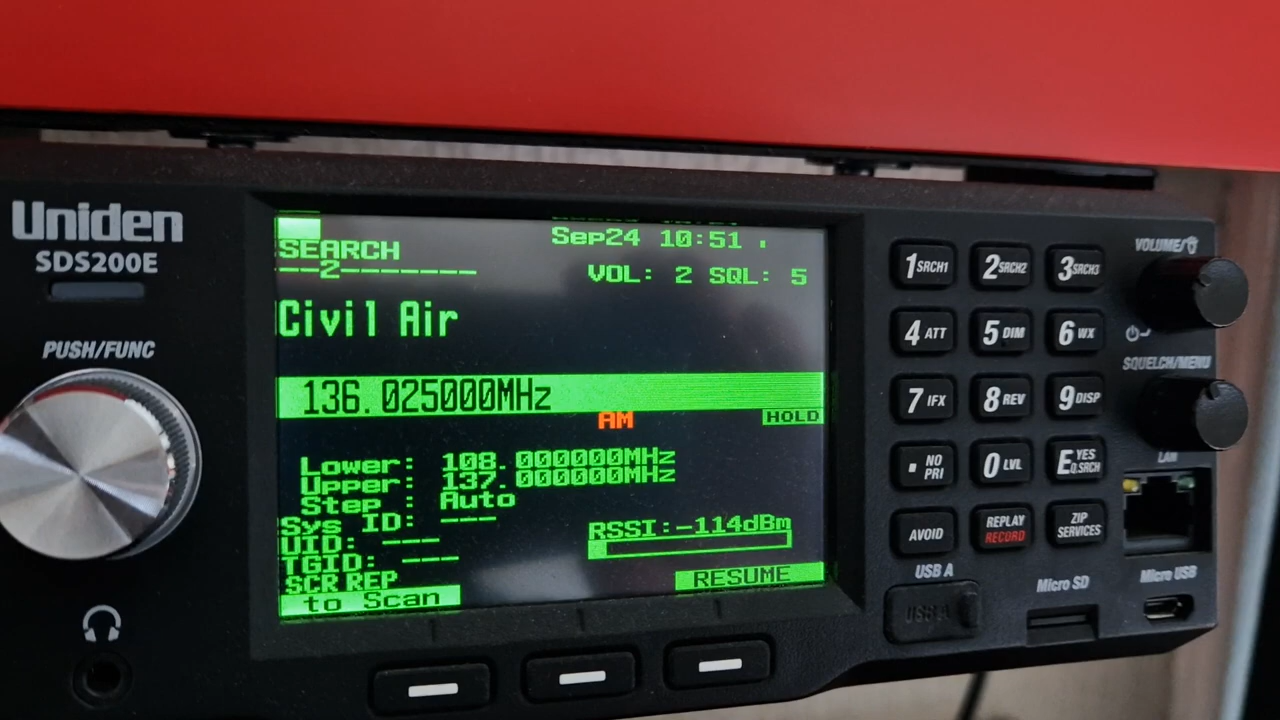 Uniden
SDS200E
PUSH/FUNC
SEARCH
Sep24 10:51
--2-------
VOL: 2 SQL: 5
Civil Air
136.025000MHz
AM
HOLD
Lower: 108.000000MHz
Upper: 137.000000MHz
Step : Auto
Sys ID: ---
UID: ---
TGID: ---
RSSI:-114dBm
SCR REP
to Scan
RESUME
1 SRCH1
2 SRCH2
3 SRCH3
4 ATT
5 DIM
6 WX
7 IFX
8 REV
9 DISP
. NO PRI
0 LVL
E YES Q.SRCH
AVOID
REPLAY RECORD
ZIP SERVICES
VOLUME/
SQUELCH/MENU
LAN
USB A
USB A
Micro SD
Micro USB